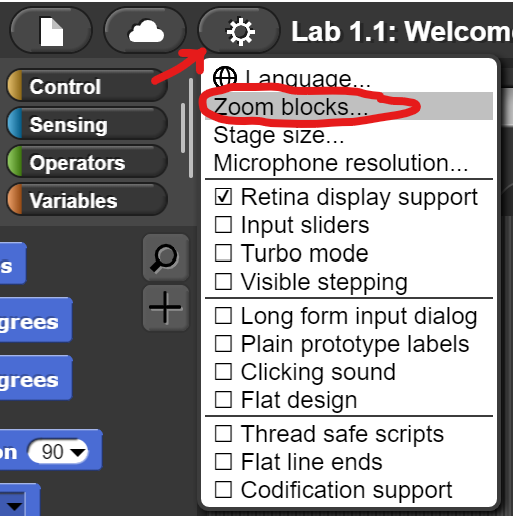 Lab 1.1: Welcom
Control
Sensing
Operators
Variables
s
grees
grees
on 90
Language...
Zoom blocks...
Stage size...
Microphone resolution...
Retina display support
Input sliders
Turbo mode
Visible stepping
Long form input dialog
Plain prototype labels
Clicking sound
Flat design
Thread safe scripts
Flat line ends
Codification support